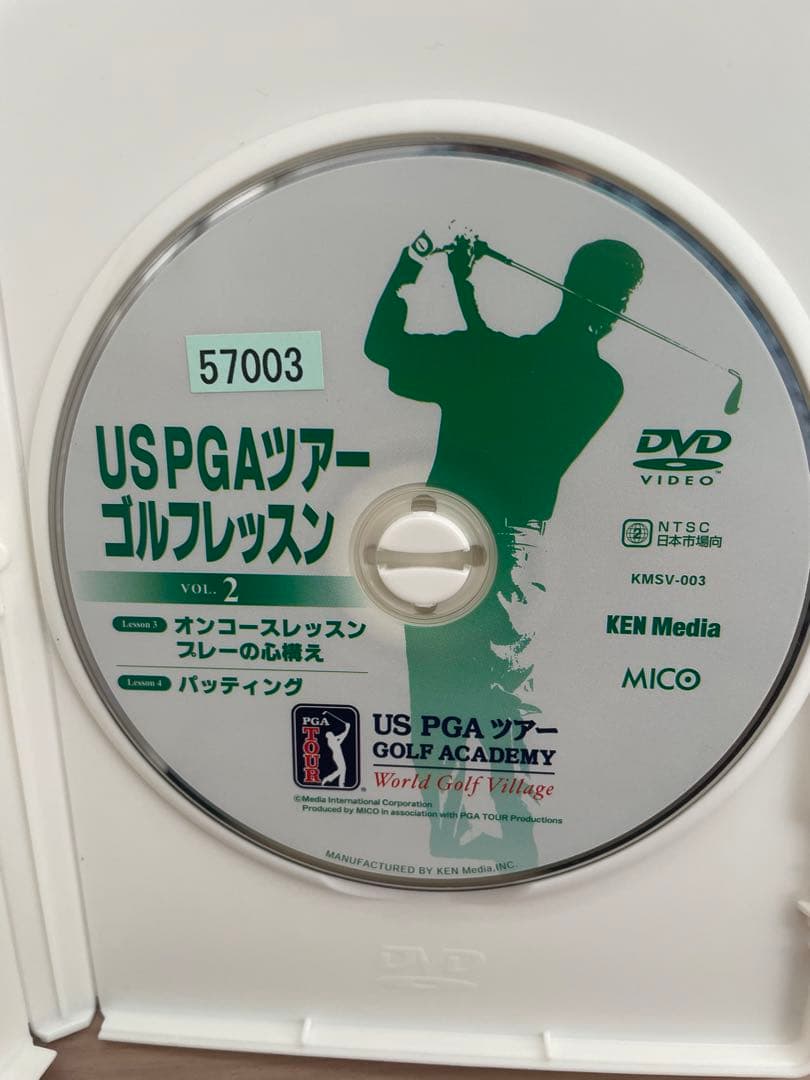 57003
US PGAツアー
ゴルフレッスン
VOL. 2
Lesson 3 オンコースレッスン
プレーの心構え
Lesson 4 パッティング
DVD
VIDEO
TM
2 NTSC
日本市場向
KMSV-003
KEN Media
MICO
PGA
TOUR
®
US PGA ツアー
GOLF ACADEMY
World Golf Village
©Media International Corporation
Produced by MICO in association with PGA TOUR Productions
MANUFACTURED BY KEN Media,INC.
DVD